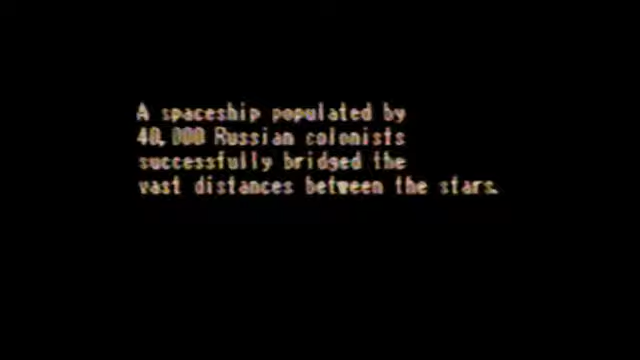 A spaceship populated by
40,000 Russian colonists
successfully bridged the
vast distances between the stars.